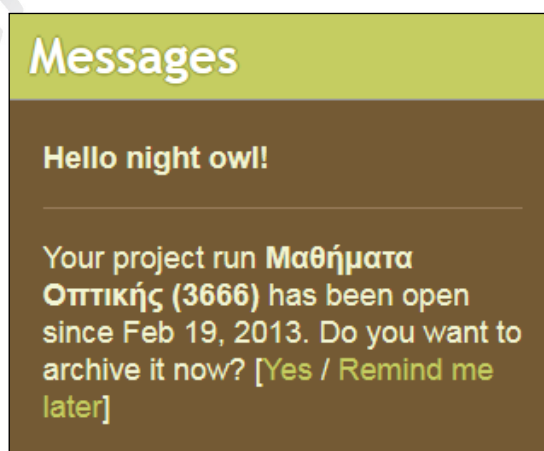 Messages
Hello night owl!
Your project run Μαθήματα
Οπτικής (3666) has been open
since Feb 19, 2013. Do you want to
archive it now? [Yes / Remind me
later]